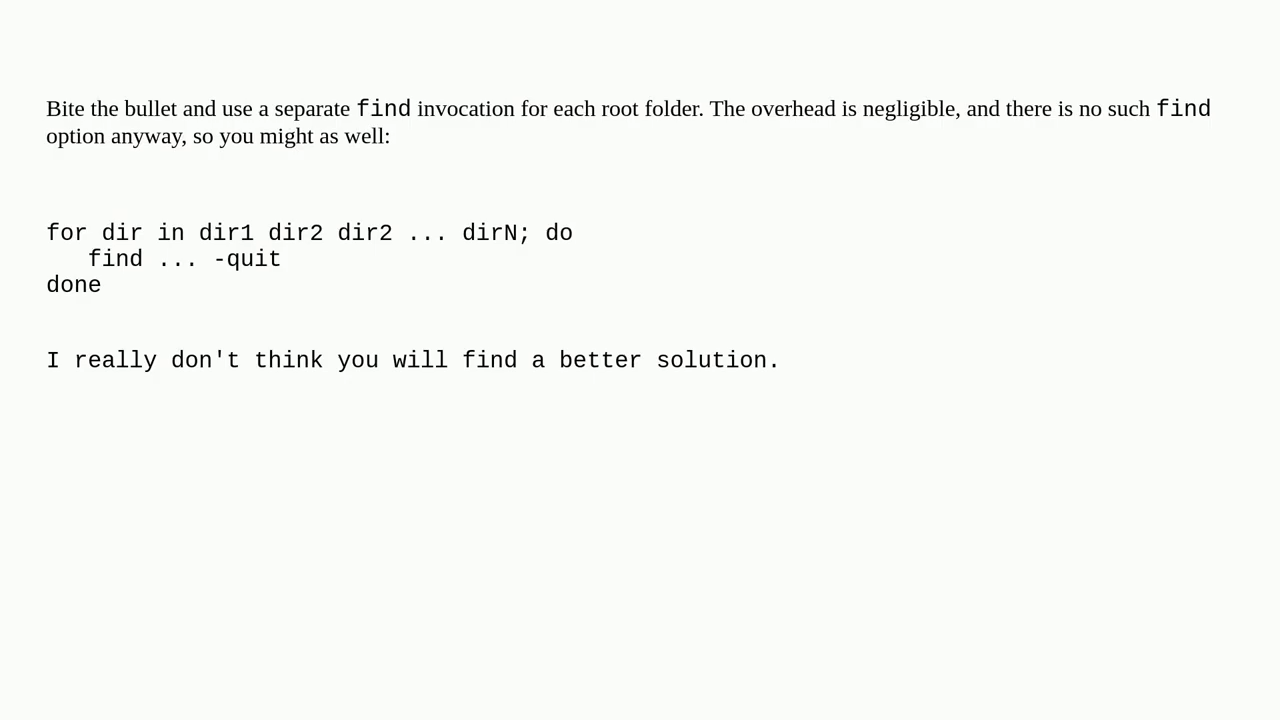 Bite the bullet and use a separate find invocation for each root folder. The overhead is negligible, and there is no such find
option anyway, so you might as well:
for dir in dir1 dir2 dir2 ... dirN; do
   find ... -quit
done
I really don't think you will find a better solution.